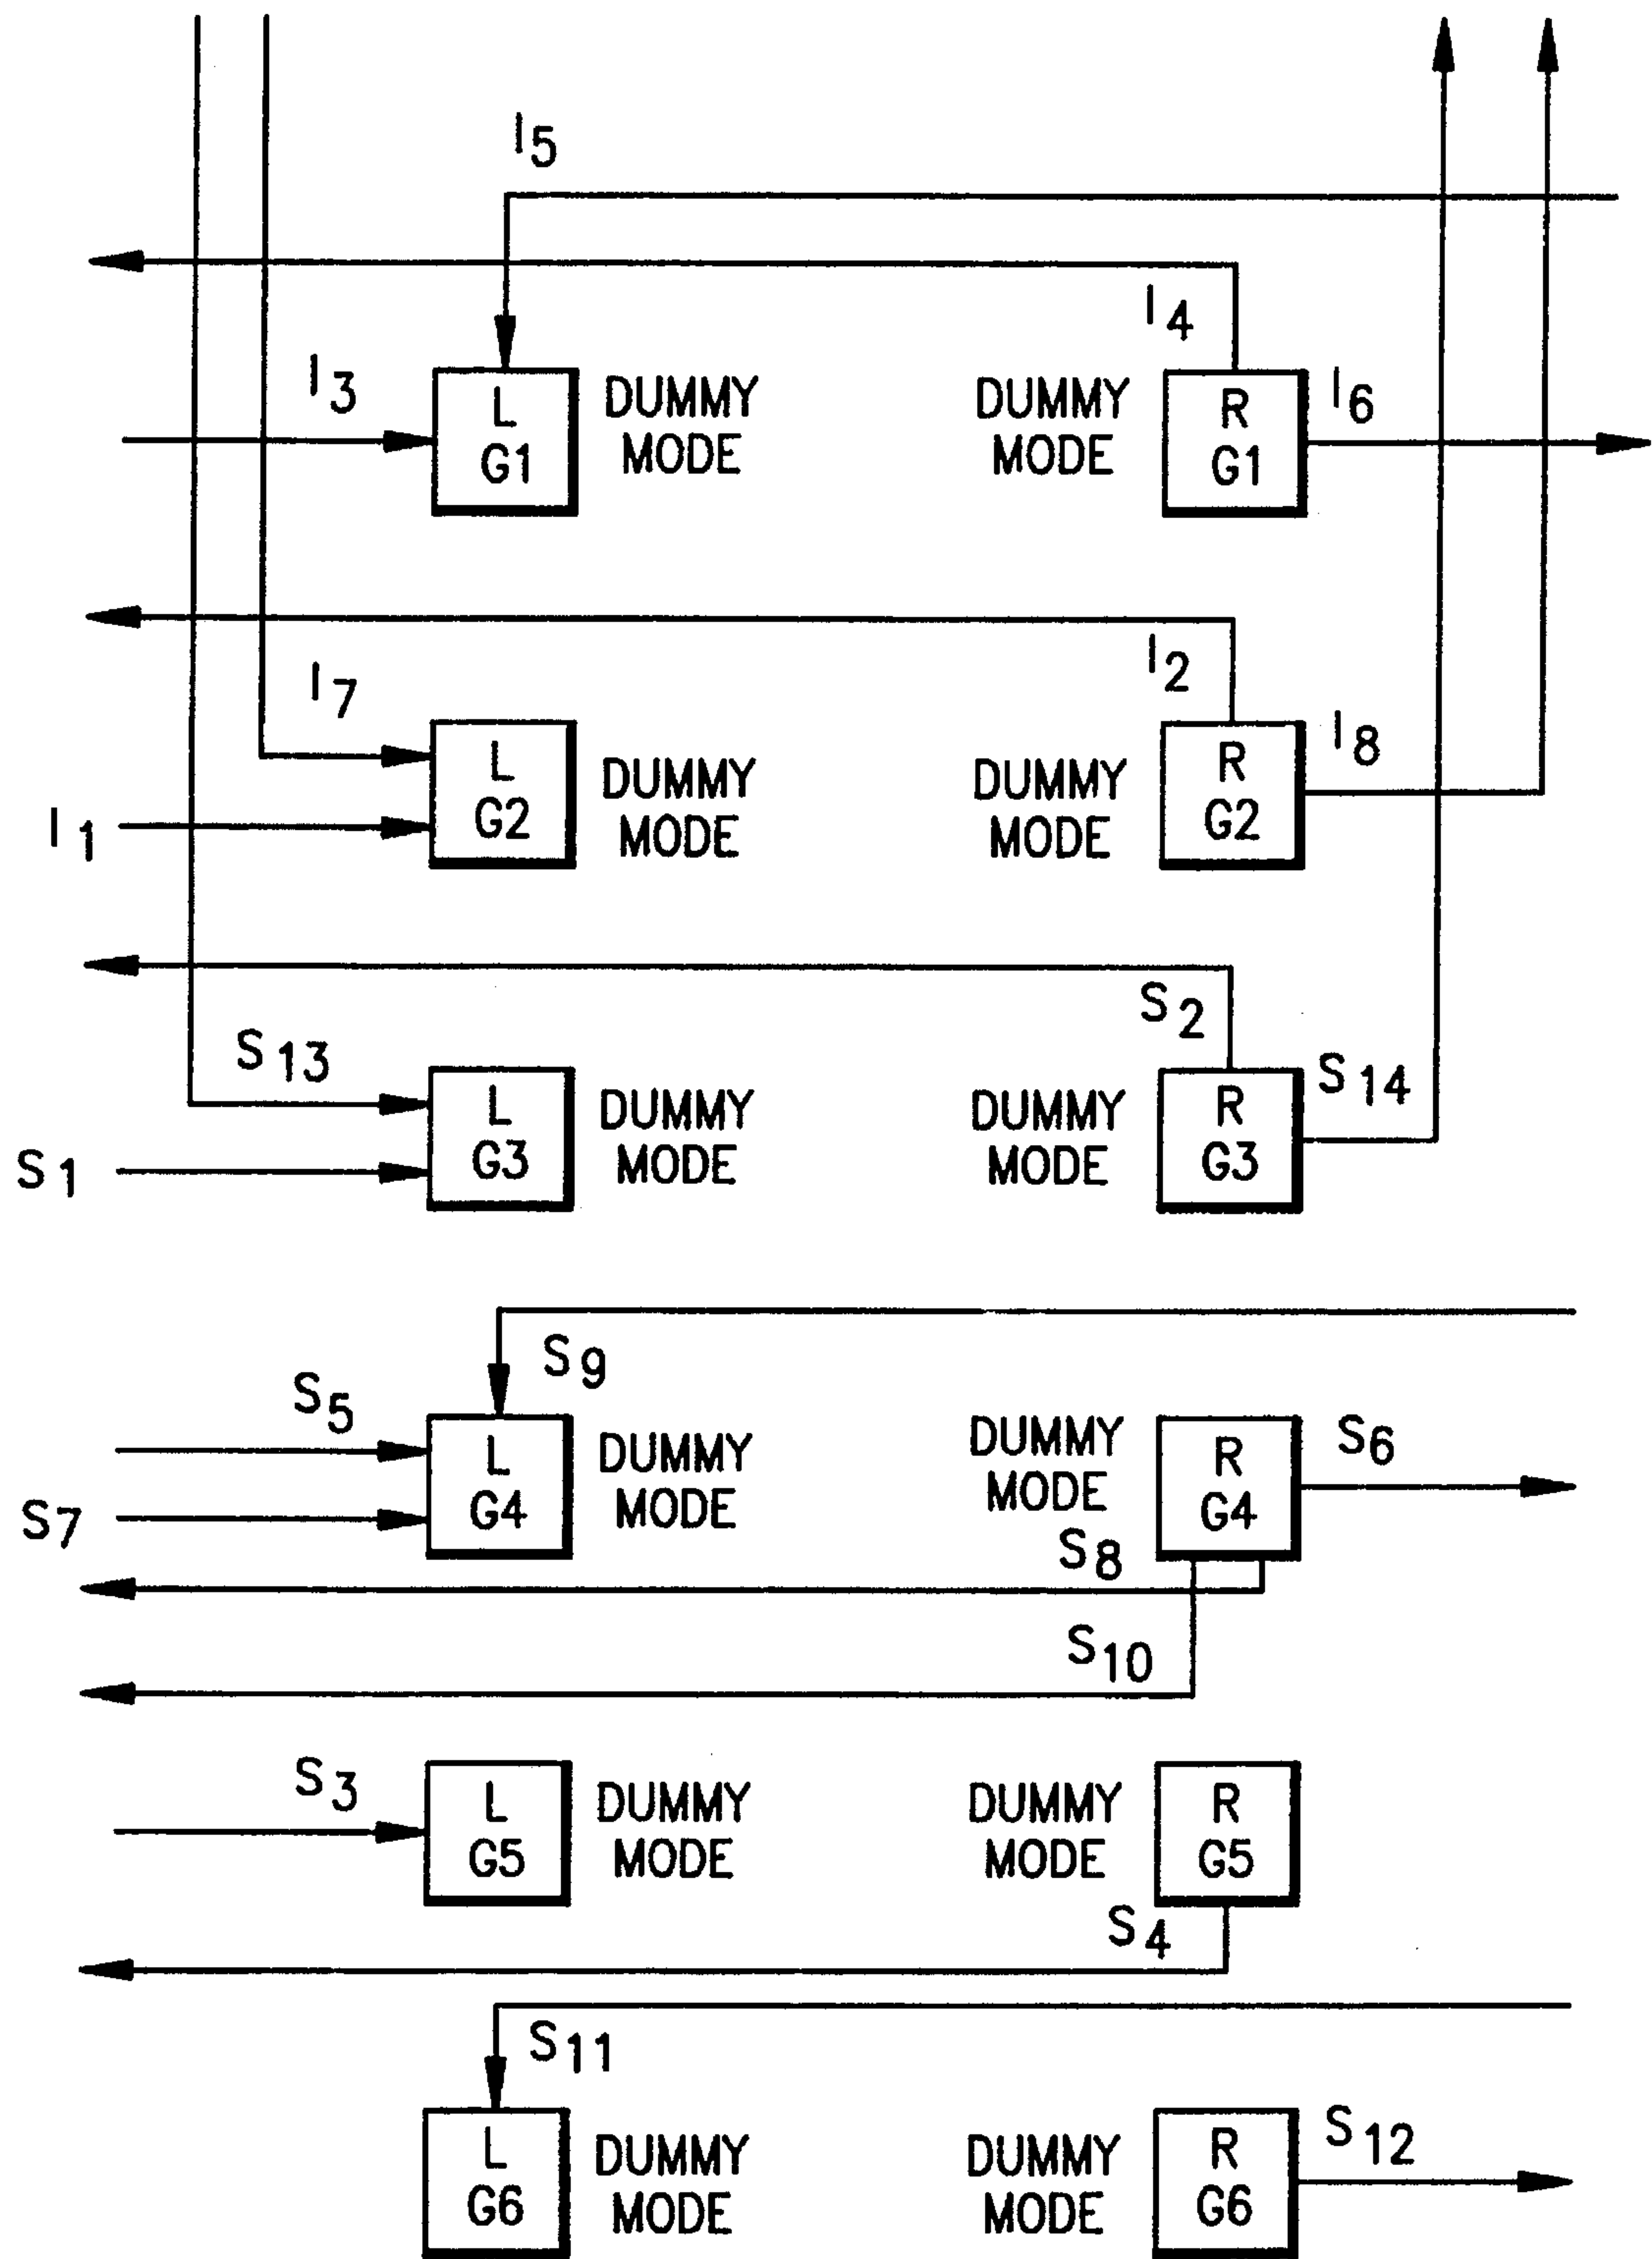 I5
I4
I3
L
G1
DUMMY
MODE
DUMMY
MODE
R
G1
I6
I2
I7
I8
L
G2
DUMMY
MODE
DUMMY
MODE
R
G2
I1
S2
S13
S14
L
G3
DUMMY
MODE
DUMMY
MODE
R
G3
S1
S9
S5
L
G4
DUMMY
MODE
DUMMY
MODE
R
G4
S6
S7
S8
S10
S3
L
G5
DUMMY
MODE
DUMMY
MODE
R
G5
S4
S11
L
G6
DUMMY
MODE
DUMMY
MODE
R
G6
S12